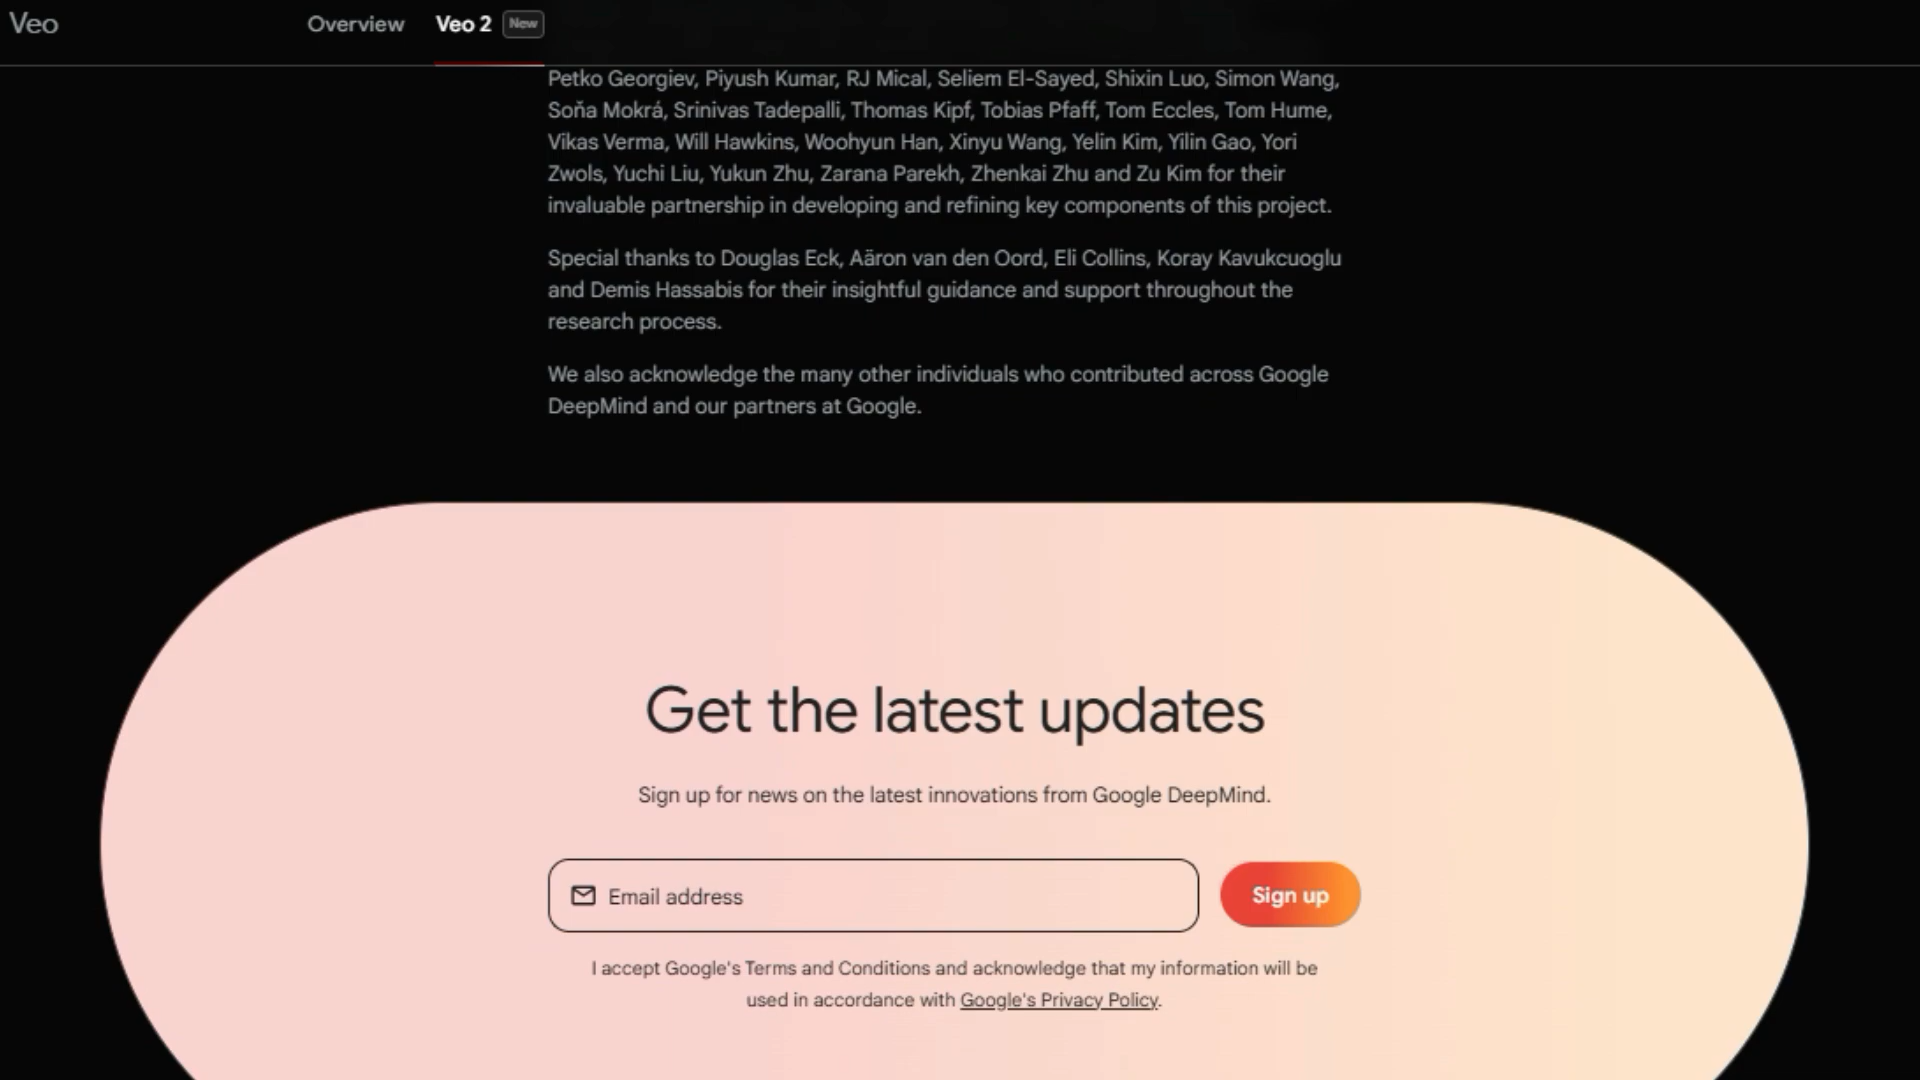 Veo
Overview
Veo 2
New
Petko Georgiev, Piyush Kumar, RJ Mical, Seliem El-Sayed, Shixin Luo, Simon Wang,
Soňa Mokrá, Srinivas Tadepalli, Thomas Kipf, Tobias Pfaff, Tom Eccles, Tom Hume,
Vikas Verma, Will Hawkins, Woohyun Han, Xinyu Wang, Yelin Kim, Yilin Gao, Yori
Zwols, Yuchi Liu, Yukun Zhu, Zarana Parekh, Zhenkai Zhu and Zu Kim for their
invaluable partnership in developing and refining key components of this project.
Special thanks to Douglas Eck, Aäron van den Oord, Eli Collins, Koray Kavukcuoglu
and Demis Hassabis for their insightful guidance and support throughout the
research process.
We also acknowledge the many other individuals who contributed across Google
DeepMind and our partners at Google.
Get the latest updates
Sign up for news on the latest innovations from Google DeepMind.
Email address
Sign up
I accept Google's Terms and Conditions and acknowledge that my information will be
used in accordance with Google's Privacy Policy.